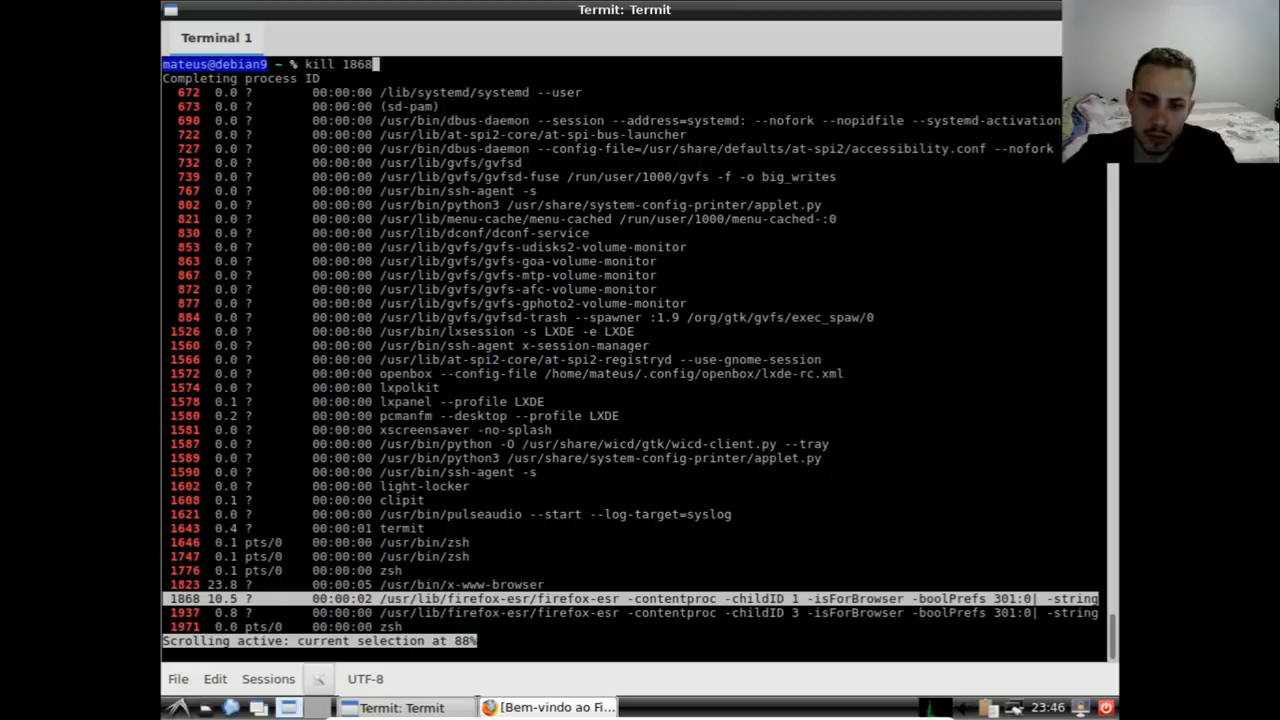 Termit: Termit
Terminal 1
mateus@debian9 ~ % kill 1868
Completing process ID
672 0.0 ? 00:00:00 /lib/systemd/systemd --user
673 0.0 ? 00:00:00 (sd-pam)
690 0.0 ? 00:00:00 /usr/bin/dbus-daemon --session --address=systemd: --nofork --nopidfile --systemd-activation
722 0.0 ? 00:00:00 /usr/lib/at-spi2-core/at-spi-bus-launcher
727 0.0 ? 00:00:00 /usr/bin/dbus-daemon --config-file=/usr/share/defaults/at-spi2/accessibility.conf --nofork
732 0.0 ? 00:00:00 /usr/lib/gvfs/gvfsd
739 0.0 ? 00:00:00 /usr/lib/gvfs/gvfsd-fuse /run/user/1000/gvfs -f -o big_writes
767 0.0 ? 00:00:00 /usr/bin/ssh-agent -s
802 0.0 ? 00:00:00 /usr/bin/python3 /usr/share/system-config-printer/applet.py
821 0.0 ? 00:00:00 /usr/lib/menu-cache/menu-cached /run/user/1000/menu-cached-:0
830 0.0 ? 00:00:00 /usr/lib/dconf/dconf-service
853 0.0 ? 00:00:00 /usr/lib/gvfs/gvfs-udisks2-volume-monitor
863 0.0 ? 00:00:00 /usr/lib/gvfs/gvfs-goa-volume-monitor
867 0.0 ? 00:00:00 /usr/lib/gvfs/gvfs-mtp-volume-monitor
872 0.0 ? 00:00:00 /usr/lib/gvfs/gvfs-afc-volume-monitor
877 0.0 ? 00:00:00 /usr/lib/gvfs/gvfs-gphoto2-volume-monitor
884 0.0 ? 00:00:00 /usr/lib/gvfs/gvfsd-trash --spawner :1.9 /org/gtk/gvfs/exec_spaw/0
1526 0.0 ? 00:00:00 /usr/bin/lxsession -s LXDE -e LXDE
1560 0.0 ? 00:00:00 /usr/bin/ssh-agent x-session-manager
1566 0.0 ? 00:00:00 /usr/lib/at-spi2-core/at-spi2-registryd --use-gnome-session
1572 0.0 ? 00:00:00 openbox --config-file /home/mateus/.config/openbox/lxde-rc.xml
1574 0.0 ? 00:00:00 lxpolkit
1578 0.1 ? 00:00:00 lxpanel --profile LXDE
1580 0.2 ? 00:00:00 pcmanfm --desktop --profile LXDE
1581 0.0 ? 00:00:00 xscreensaver -no-splash
1587 0.0 ? 00:00:00 /usr/bin/python -O /usr/share/wicd/gtk/wicd-client.py --tray
1589 0.0 ? 00:00:00 /usr/bin/python3 /usr/share/system-config-printer/applet.py
1590 0.0 ? 00:00:00 /usr/bin/ssh-agent -s
1602 0.0 ? 00:00:00 light-locker
1608 0.1 ? 00:00:00 clipit
1621 0.0 ? 00:00:00 /usr/bin/pulseaudio --start --log-target=syslog
1643 0.4 ? 00:00:01 termit
1646 0.1 pts/0 00:00:00 /usr/bin/zsh
1747 0.1 pts/0 00:00:00 /usr/bin/zsh
1776 0.1 pts/0 00:00:00 zsh
1823 23.8 ? 00:00:05 /usr/bin/x-www-browser
1868 10.5 ? 00:00:02 /usr/lib/firefox-esr/firefox-esr -contentproc -childID 1 -isForBrowser -boolPrefs 301:0| -string
1937 0.8 ? 00:00:00 /usr/lib/firefox-esr/firefox-esr -contentproc -childID 3 -isForBrowser -boolPrefs 301:0| -string
1971 0.0 pts/0 00:00:00 zsh
Scrolling active: current selection at 88%
File Edit Sessions UTF-8
Termit: Termit [Bem-vindo ao Fi... 23:46